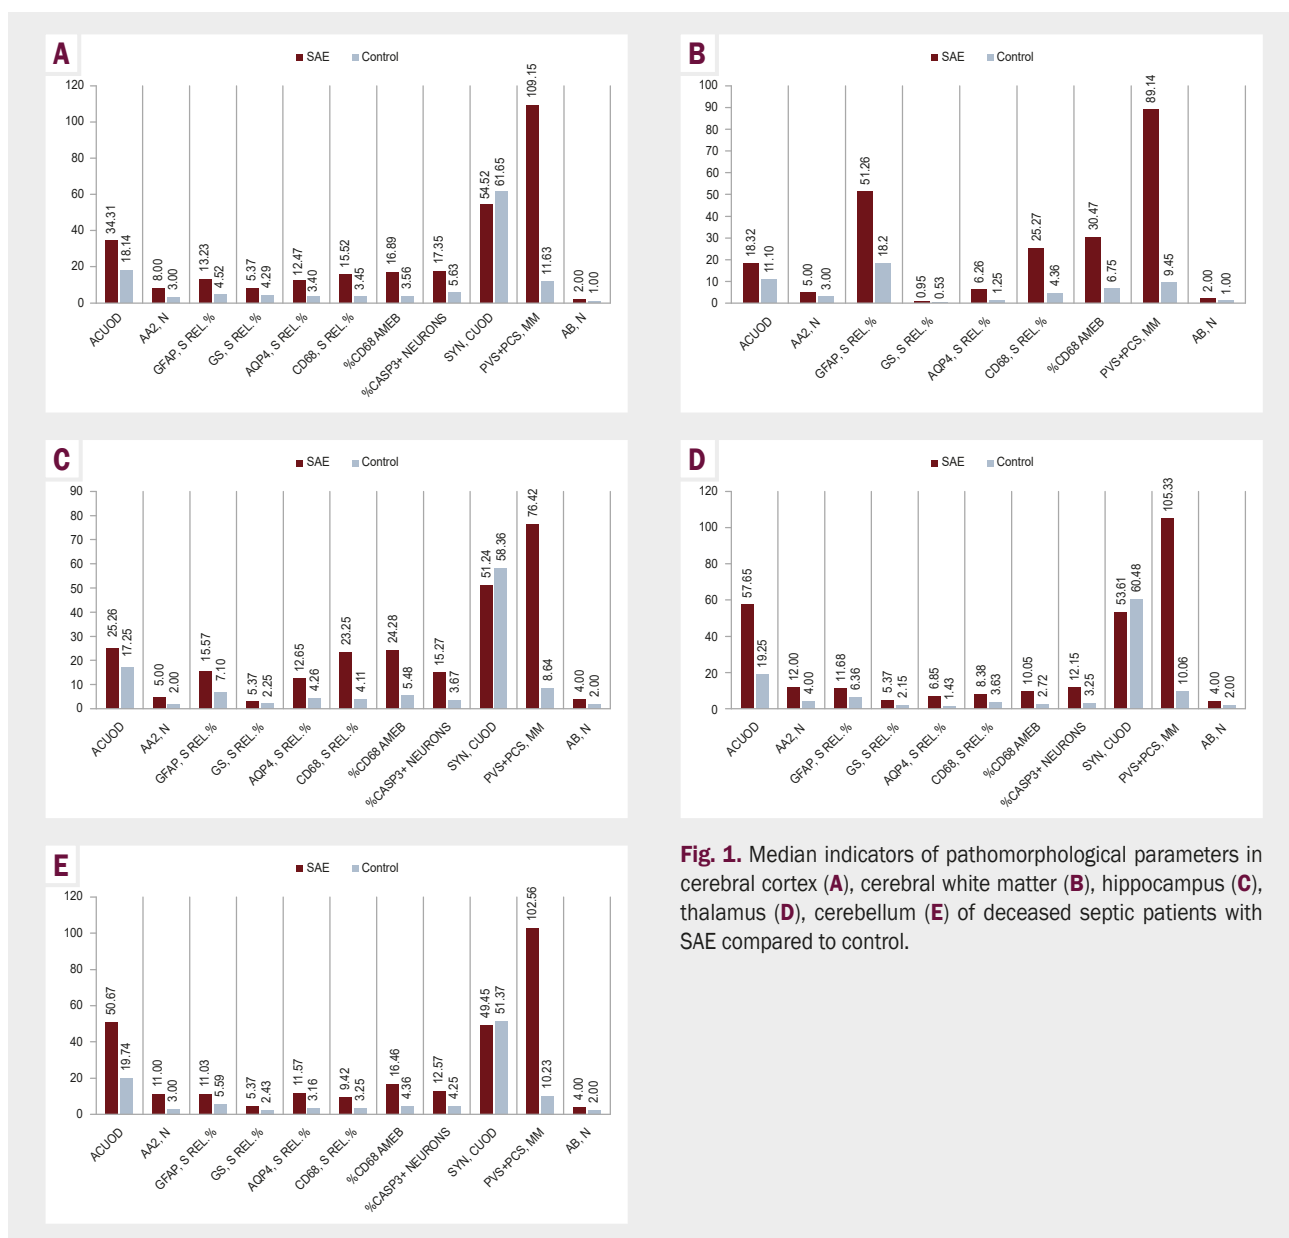 A
SAE Control
120
100
80
60
40
20
0
34.31 18.14 8.00 3.00 13.23 4.52 5.37 4.29 12.47 3.40 15.52 3.45 16.89 3.56 17.35 5.63 54.52 61.65 109.15 11.63 2.00 1.00
ACUOD AA2, N GFAP, S REL.% GS, S REL.% AQP4, S REL.% CD68, S REL.% %CD68 AMEB %CASP3+ NEURONS SYN, CUOD PVS+PCS, MM AB, N
B
SAE Control
100
90
80
70
60
50
40
30
20
10
0
18.32 11.10 5.00 3.00 51.26 18.2 0.95 0.53 6.26 1.25 25.27 4.36 30.47 6.75 89.14 9.45 2.00 1.00
ACUOD AA2, N GFAP, S REL.% GS, S REL.% AQP4, S REL.% CD68, S REL.% %CD68 AMEB PVS+PCS, MM AB, N
C
SAE Control
90
80
70
60
50
40
30
20
10
0
25.26 17.25 5.00 2.00 15.57 7.10 5.37 2.25 12.65 4.26 23.25 4.11 24.28 5.48 15.27 3.67 51.24 58.36 76.42 8.64 4.00 2.00
ACUOD AA2, N GFAP, S REL.% GS, S REL.% AQP4, S REL.% CD68, S REL.% %CD68 AMEB %CASP3+ NEURONS SYN, CUOD PVS+PCS, MM AB, N
D
SAE Control
120
100
80
60
40
20
0
57.65 19.25 12.00 4.00 11.68 6.36 5.37 2.15 6.85 1.43 8.38 3.63 10.05 2.72 12.15 3.25 53.61 60.48 105.33 10.06 4.00 2.00
ACUOD AA2, N GFAP, S REL.% GS, S REL.% AQP4, S REL.% CD68, S REL.% %CD68 AMEB %CASP3+ NEURONS SYN, CUOD PVS+PCS, MM AB, N
E
SAE Control
120
100
80
60
40
20
0
50.67 19.74 11.00 3.00 11.03 5.59 5.37 2.43 11.57 3.16 9.42 3.25 16.46 4.36 12.57 4.25 49.45 51.37 102.56 10.23 4.00 2.00
ACUOD AA2, N GFAP, S REL.% GS, S REL.% AQP4, S REL.% CD68, S REL.% %CD68 AMEB %CASP3+ NEURONS SYN, CUOD PVS+PCS, MM AB, N
Fig. 1. Median indicators of pathomorphological parameters in
cerebral cortex (A), cerebral white matter (B), hippocampus (C),
thalamus (D), cerebellum (E) of deceased septic patients with
SAE compared to control.